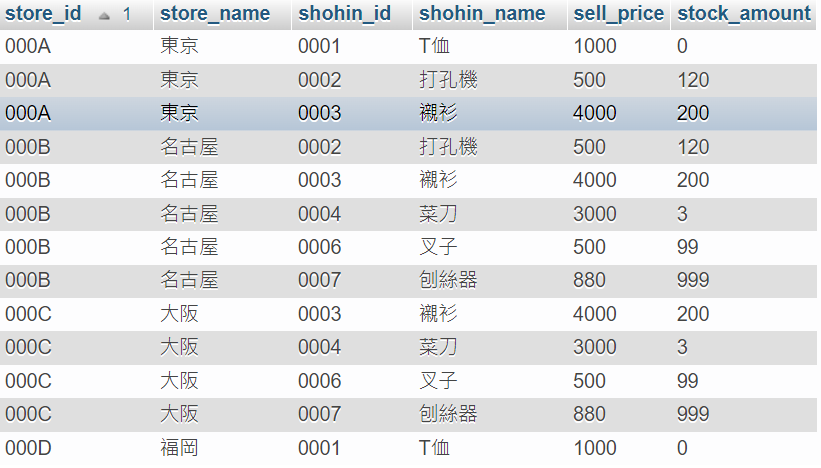 store_id 1 store_name shohin_id shohin_name sell_price stock_amount
000A 東京 0001 T恤 1000 0
000A 東京 0002 打孔機 500 120
000A 東京 0003 襯衫 4000 200
000B 名古屋 0002 打孔機 500 120
000B 名古屋 0003 襯衫 4000 200
000B 名古屋 0004 菜刀 3000 3
000B 名古屋 0006 叉子 500 99
000B 名古屋 0007 刨絲器 880 999
000C 大阪 0003 襯衫 4000 200
000C 大阪 0004 菜刀 3000 3
000C 大阪 0006 叉子 500 99
000C 大阪 0007 刨絲器 880 999
000D 福岡 0001 T恤 1000 0